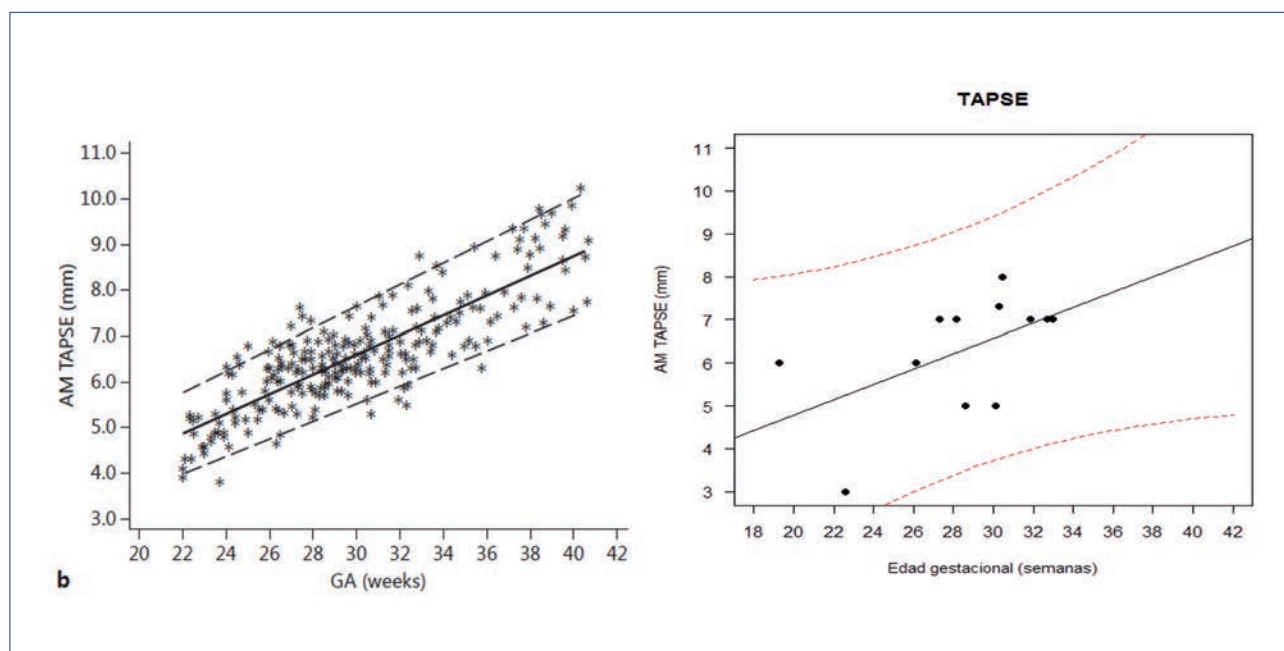 AM TAPSE (mm)
11.0
10.0
9.0
8.0
7.0
6.0
5.0
4.0
3.0
20 22 24 26 28 30 32 34 36 38 40 42
GA (weeks)
b
TAPSE
AM TAPSE (mm)
11
10
9
8
7
6
5
4
3
18 20 22 24 26 28 30 32 34 36 38 40 42
Edad gestacional (semanas)